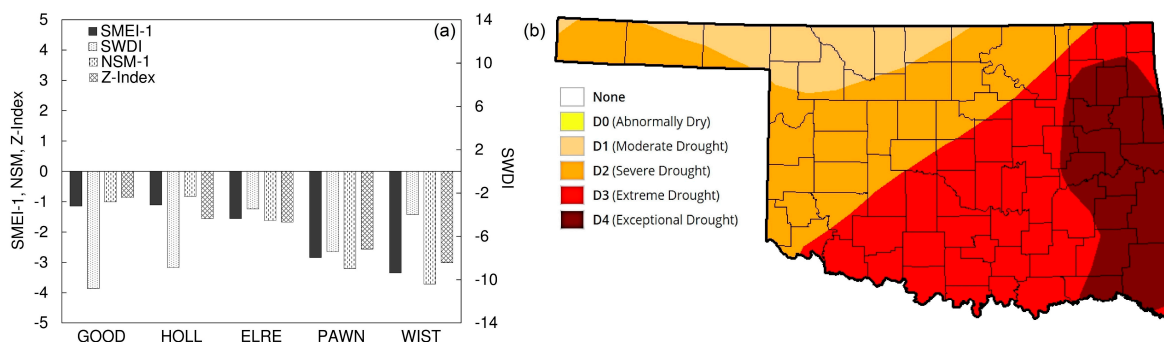 (a)
SMEI-1
SWDI
NSM-1
Z-Index
SMEI-1, NSM, Z-Index
5
4
3
2
1
0
-1
-2
-3
-4
-5
14
10
6
2
-2
-6
-10
-14
SWDI
GOOD HOLL ELRE PAWN WIST
(b)
None
D0 (Abnormally Dry)
D1 (Moderate Drought)
D2 (Severe Drought)
D3 (Extreme Drought)
D4 (Exceptional Drought)